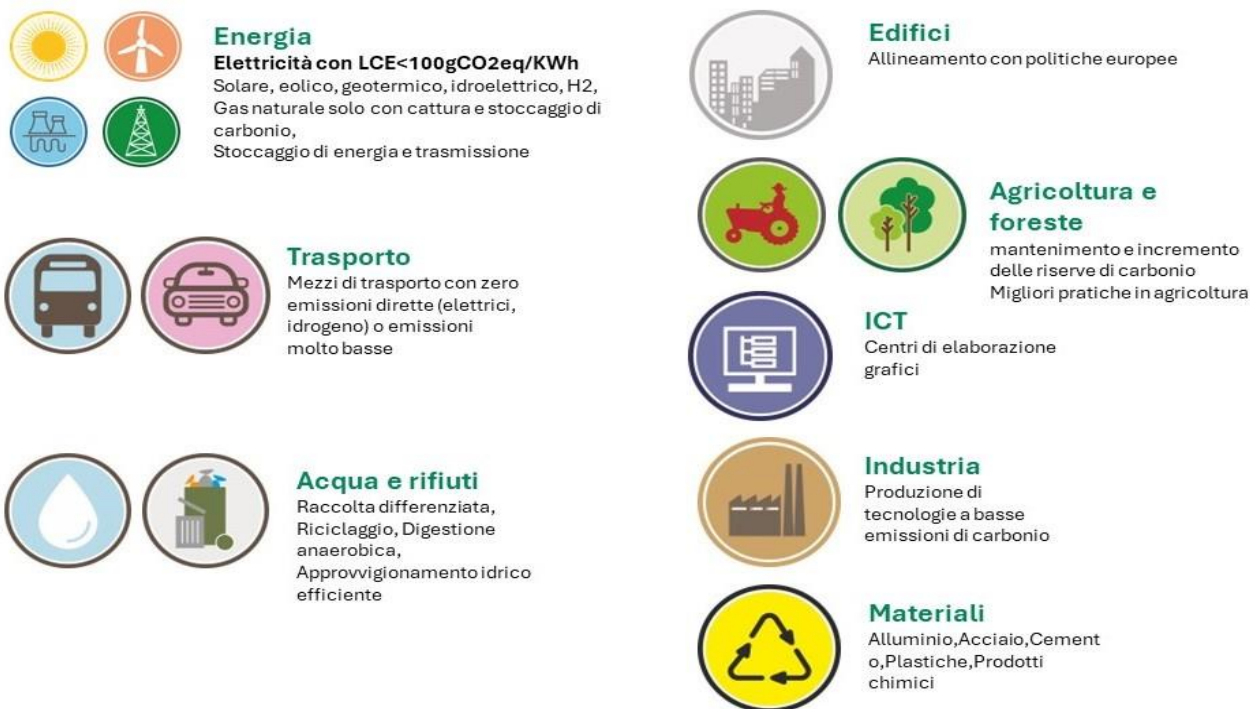 Energia
Elettricità con LCE<100gCO2eq/KWh
Solare, eolico, geotermico, idroelettrico, H2,
Gas naturale solo con cattura e stoccaggio di
carbonio,
Stoccaggio di energia e trasmissione
Trasporto
Mezzi di trasporto con zero
emissioni dirette (elettrici,
idrogeno) o emissioni
molto basse
Acqua e rifiuti
Raccolta differenziata,
Riciclaggio, Digestione
anaerobica,
Approvvigionamento idrico
efficiente
Edifici
Allineamento con politiche europee
Agricoltura e
foreste
mantenimento e incremento
delle riserve di carbonio
Migliori pratiche in agricoltura
ICT
Centri di elaborazione
grafici
Industria
Produzione di
tecnologie a basse
emissioni di carbonio
Materiali
Alluminio,Acciaio,Cement
o,Plastiche,Prodotti
chimici